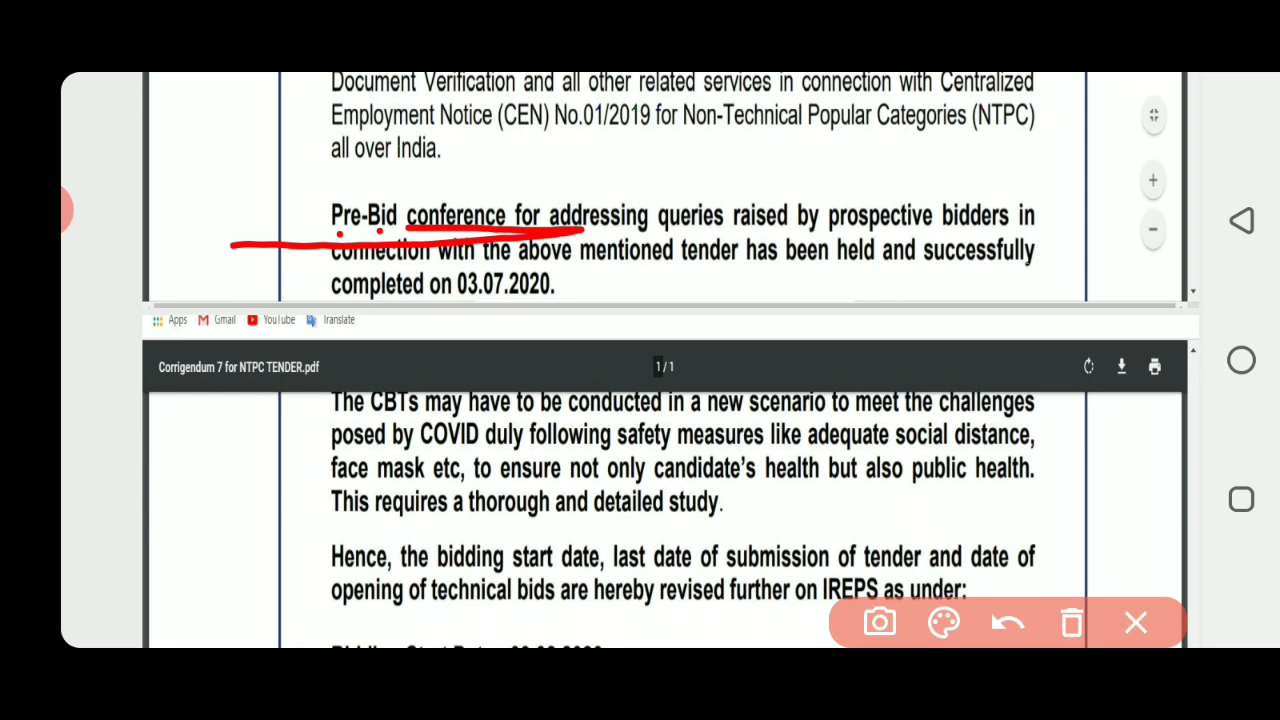 Document Verification and all other related services in connection with Centralized
Employment Notice (CEN) No.01/2019 for Non-Technical Popular Categories (NTPC)
all over India.
Pre-Bid conference for addressing queries raised by prospective bidders in
connection with the above mentioned tender has been held and successfully
completed on 03.07.2020.
Apps Gmail YouTube Translate
Corrigendum 7 for NTPC TENDER.pdf 1 / 1
The CBTs may have to be conducted in a new scenario to meet the challenges
posed by COVID duly following safety measures like adequate social distance,
face mask etc, to ensure not only candidate's health but also public health.
This requires a thorough and detailed study.
Hence, the bidding start date, last date of submission of tender and date of
opening of technical bids are hereby revised further on IREPS as under: